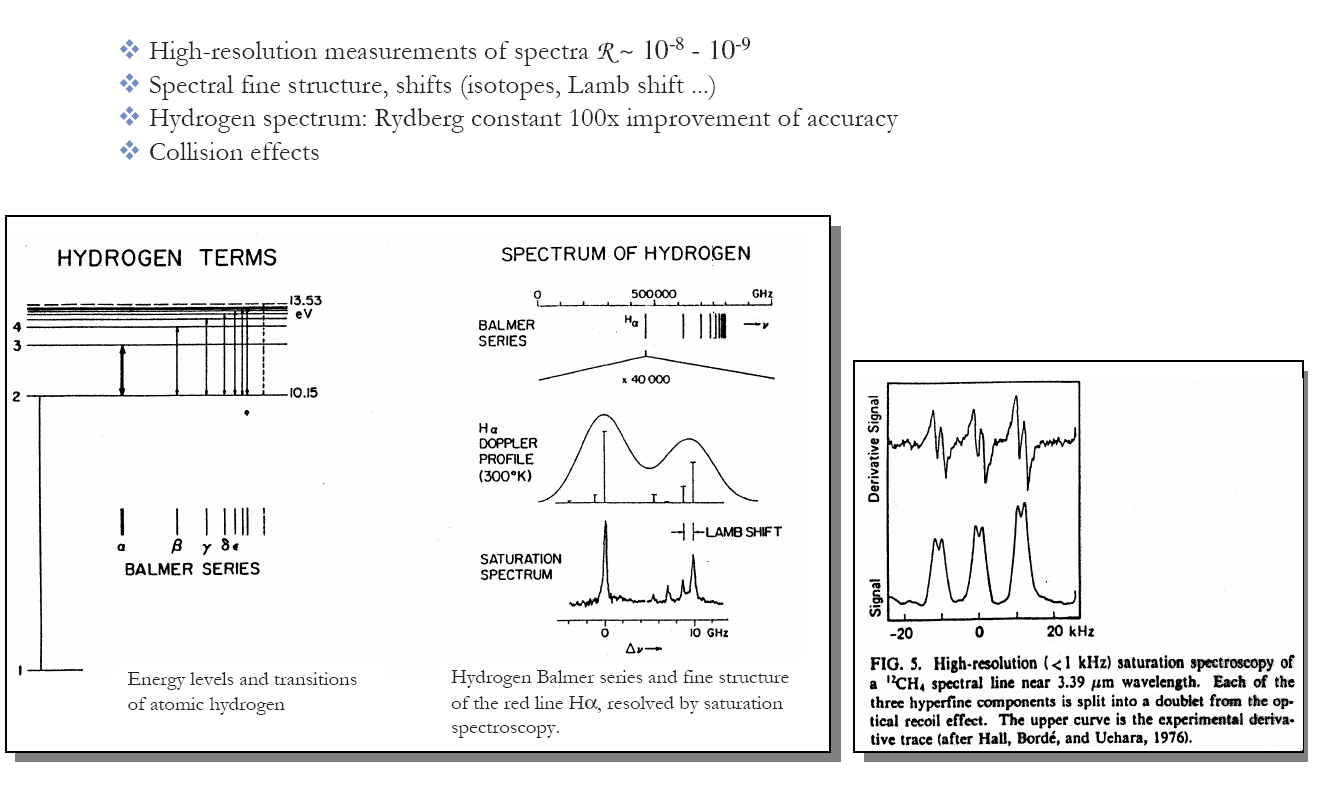 High-resolution measurements of spectra ℛ ~ 10⁻⁸ - 10⁻⁹
Spectral fine structure, shifts (isotopes, Lamb shift ...)
Hydrogen spectrum: Rydberg constant 100x improvement of accuracy
Collision effects
HYDROGEN TERMS
13.53
eV
4
3
2
10.15
α β γ δ ϵ
BALMER SERIES
1
Energy levels and transitions
of atomic hydrogen
SPECTRUM OF HYDROGEN
0 500000 GHz
BALMER
SERIES
Hα
ν
x 40 000
Hα
DOPPLER
PROFILE
(300°K)
LAMB SHIFT
SATURATION
SPECTRUM
0 10 GHz
Δν
Hydrogen Balmer series and fine structure
of the red line Hα, resolved by saturation
spectroscopy.
Derivative Signal
Signal
-20 0 20 kHz
FIG. 5. High-resolution (<1 kHz) saturation spectroscopy of
a ¹²CH₄ spectral line near 3.39 μm wavelength. Each of the
three hyperfine components is split into a doublet from the op-
tical recoil effect. The upper curve is the experimental deriva-
tive trace (after Hall, Bordé, and Uehara, 1976).